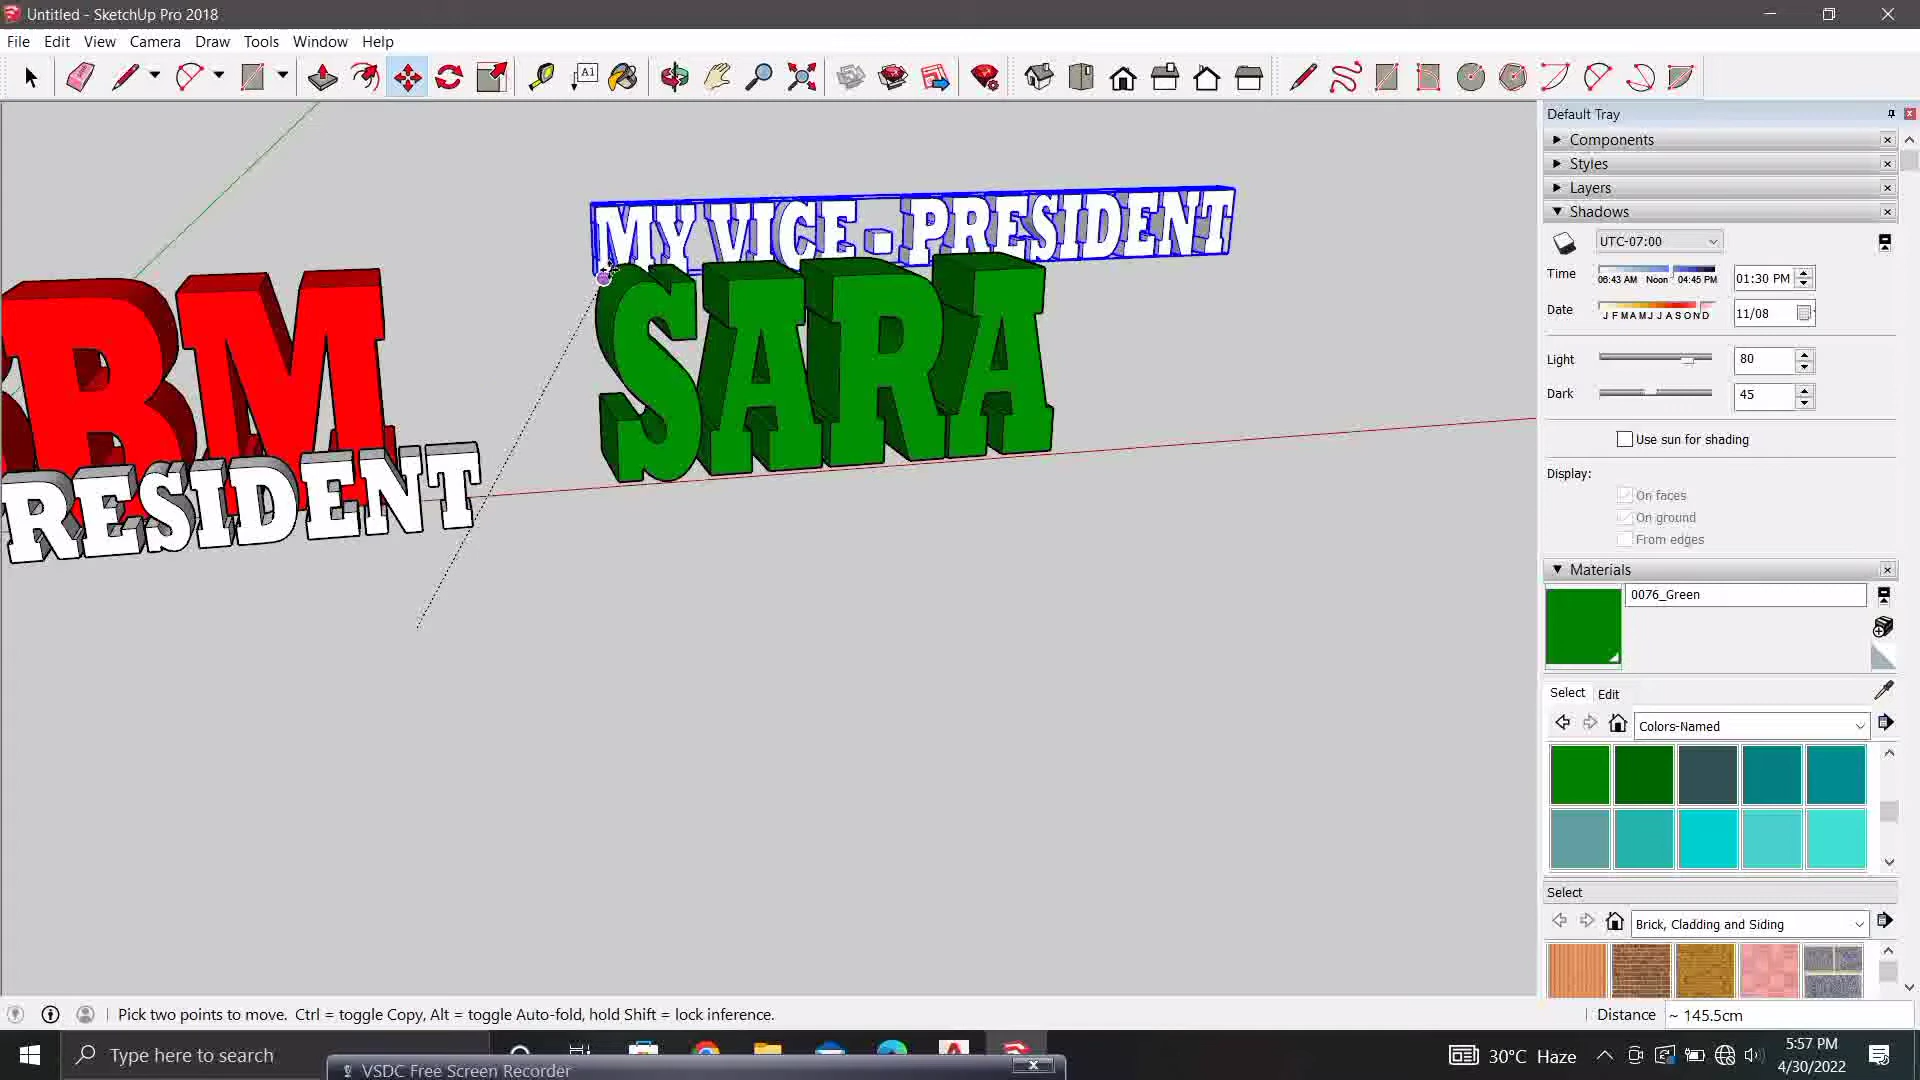 Untitled - SketchUp Pro 2018
File Edit View Camera Draw Tools Window Help
A1
Default Tray
Components
Styles
Layers
Shadows
UTC-07:00
Time
06:43 AM Noon 04:45 PM
01:30 PM
Date
J F M A M J J A S O N D
11/08
Light
80
Dark
45
Use sun for shading
Display:
On faces
On ground
From edges
Materials
0076_Green
Select Edit
Colors-Named
Select
Brick, Cladding and Siding
MY VICE - PRESIDENT
SARA
BM
RESIDENT
Pick two points to move. Ctrl = toggle Copy, Alt = toggle Auto-fold, hold Shift = lock inference.
Distance ~ 145.5cm
Type here to search
VSDC Free Screen Recorder
30°C Haze
5:57 PM
4/30/2022